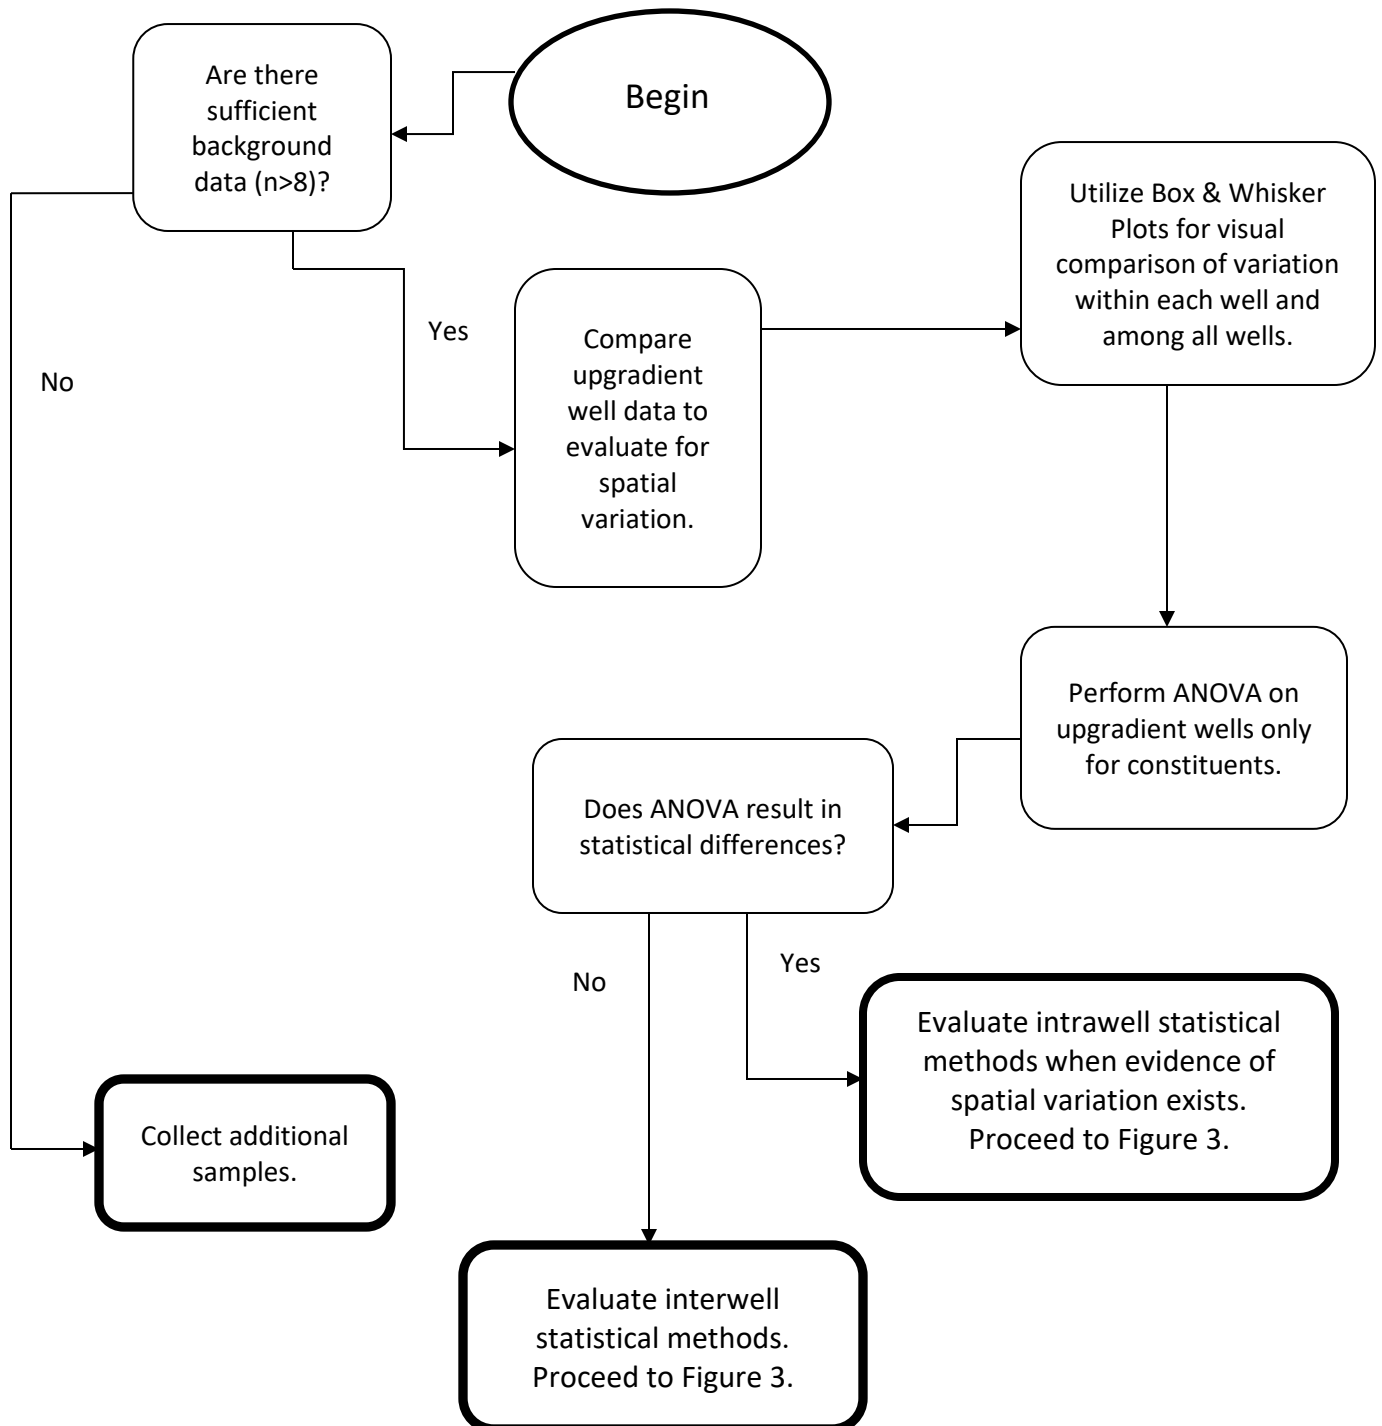 Begin
Are there
sufficient
background
data (n>8)?
No
Yes
Compare
upgradient
well data to
evaluate for
spatial
variation.
Utilize Box & Whisker
Plots for visual
comparison of variation
within each well and
among all wells.
Perform ANOVA on
upgradient wells only
for constituents.
Does ANOVA result in
statistical differences?
No
Yes
Evaluate intrawell statistical
methods when evidence of
spatial variation exists.
Proceed to Figure 3.
Collect additional
samples.
Evaluate interwell
statistical methods.
Proceed to Figure 3.